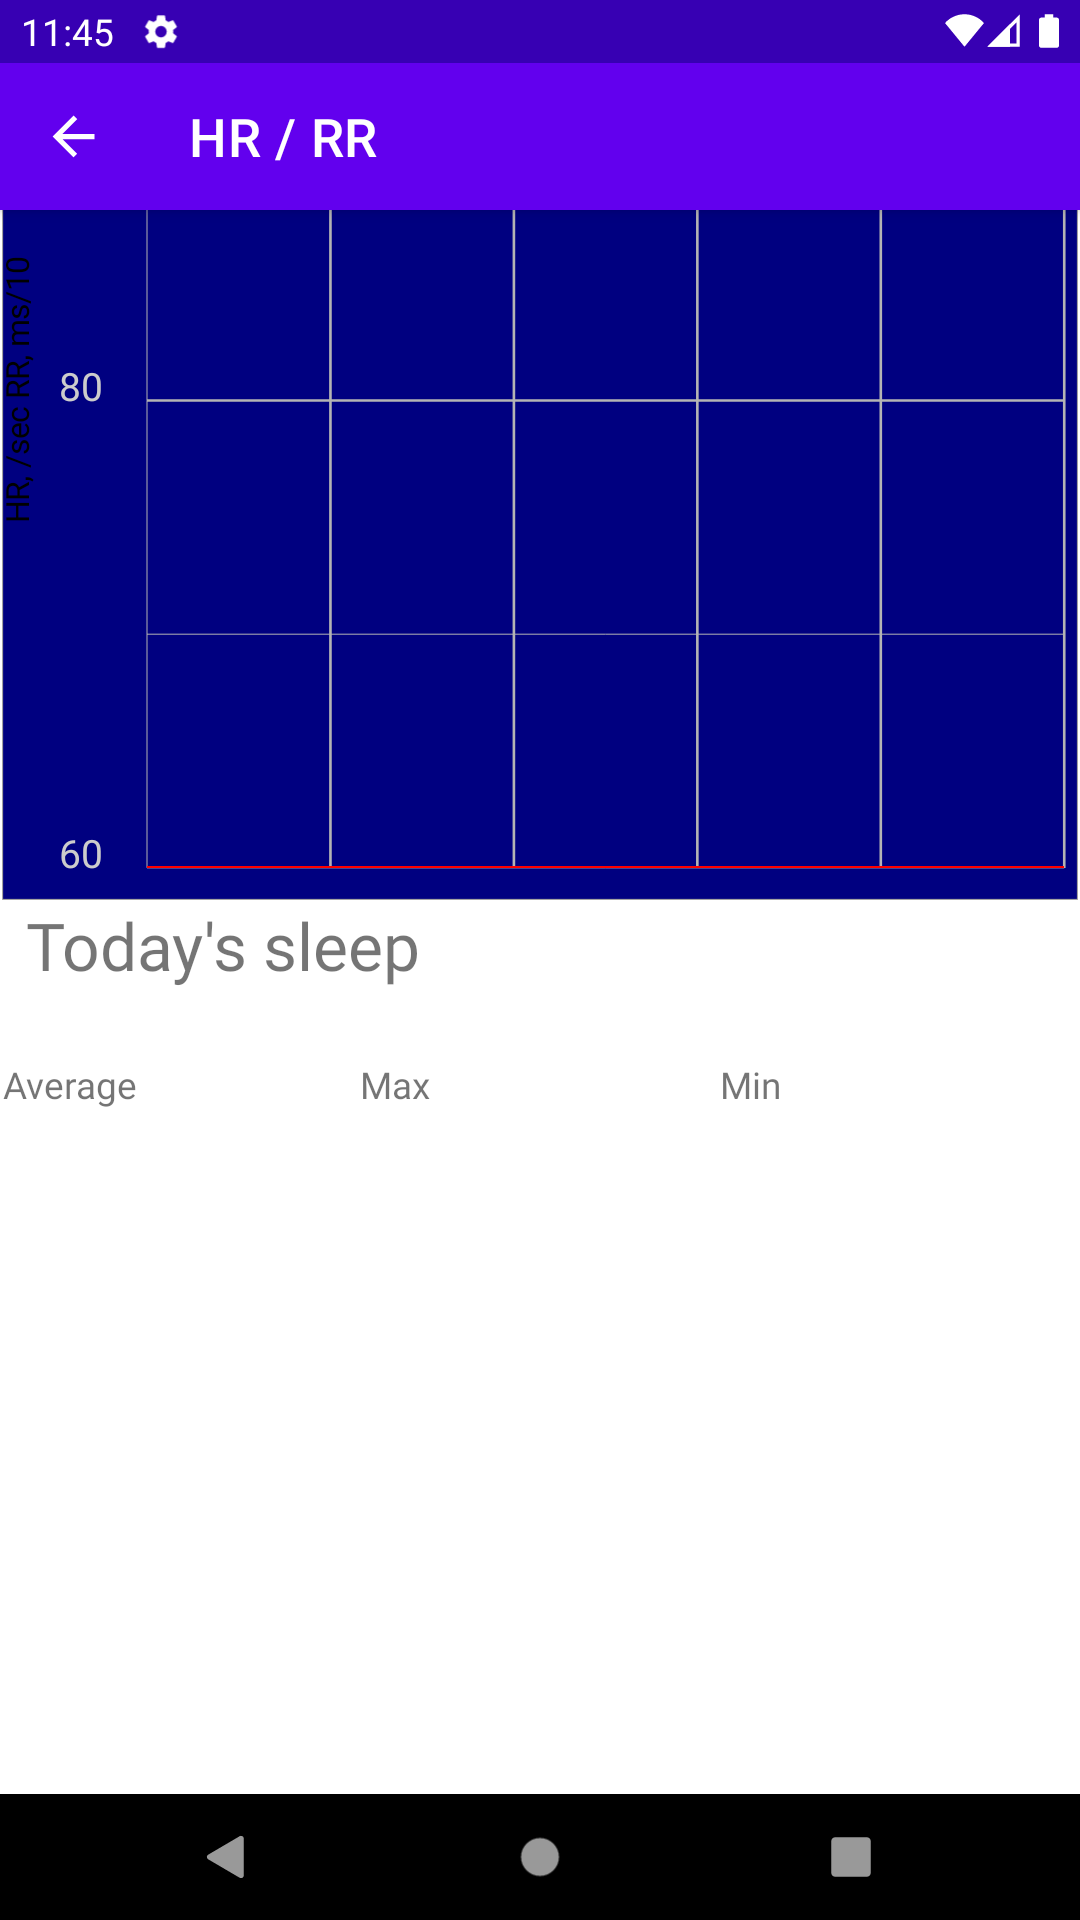 11:45
HR / RR
HR, /sec RR, ms/10
80
60
Today's sleep
Average Max Min